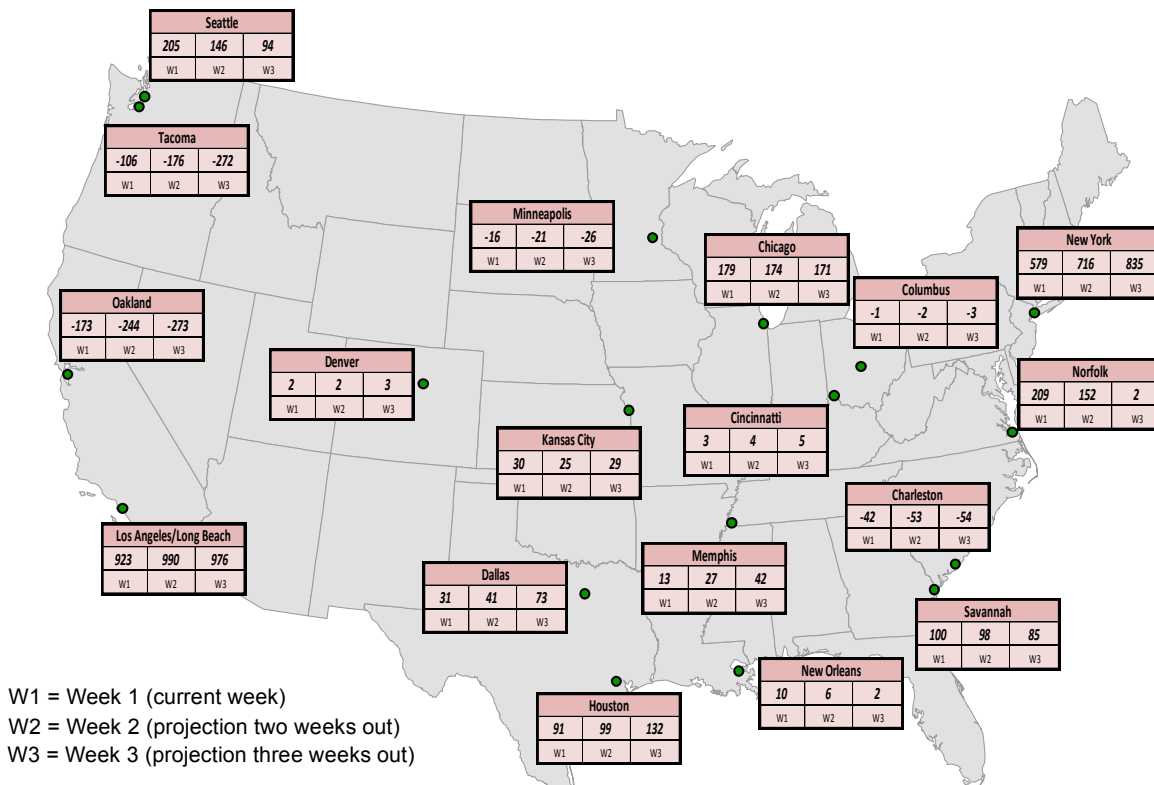 Seattle
205 146 94
W1 W2 W3
Tacoma
-106 -176 -272
W1 W2 W3
Minneapolis
-16 -21 -26
W1 W2 W3
Chicago
179 174 171
W1 W2 W3
New York
579 716 835
W1 W2 W3
Columbus
-1 -2 -3
W1 W2 W3
Oakland
-173 -244 -273
W1 W2 W3
Denver
2 2 3
W1 W2 W3
Norfolk
209 152 2
W1 W2 W3
Cincinnatti
3 4 5
W1 W2 W3
Kansas City
30 25 29
W1 W2 W3
Charleston
-42 -53 -54
W1 W2 W3
Los Angeles/Long Beach
923 990 976
W1 W2 W3
Memphis
13 27 42
W1 W2 W3
Dallas
31 41 73
W1 W2 W3
Savannah
100 98 85
W1 W2 W3
New Orleans
10 6 2
W1 W2 W3
Houston
91 99 132
W1 W2 W3
W1 = Week 1 (current week)
W2 = Week 2 (projection two weeks out)
W3 = Week 3 (projection three weeks out)